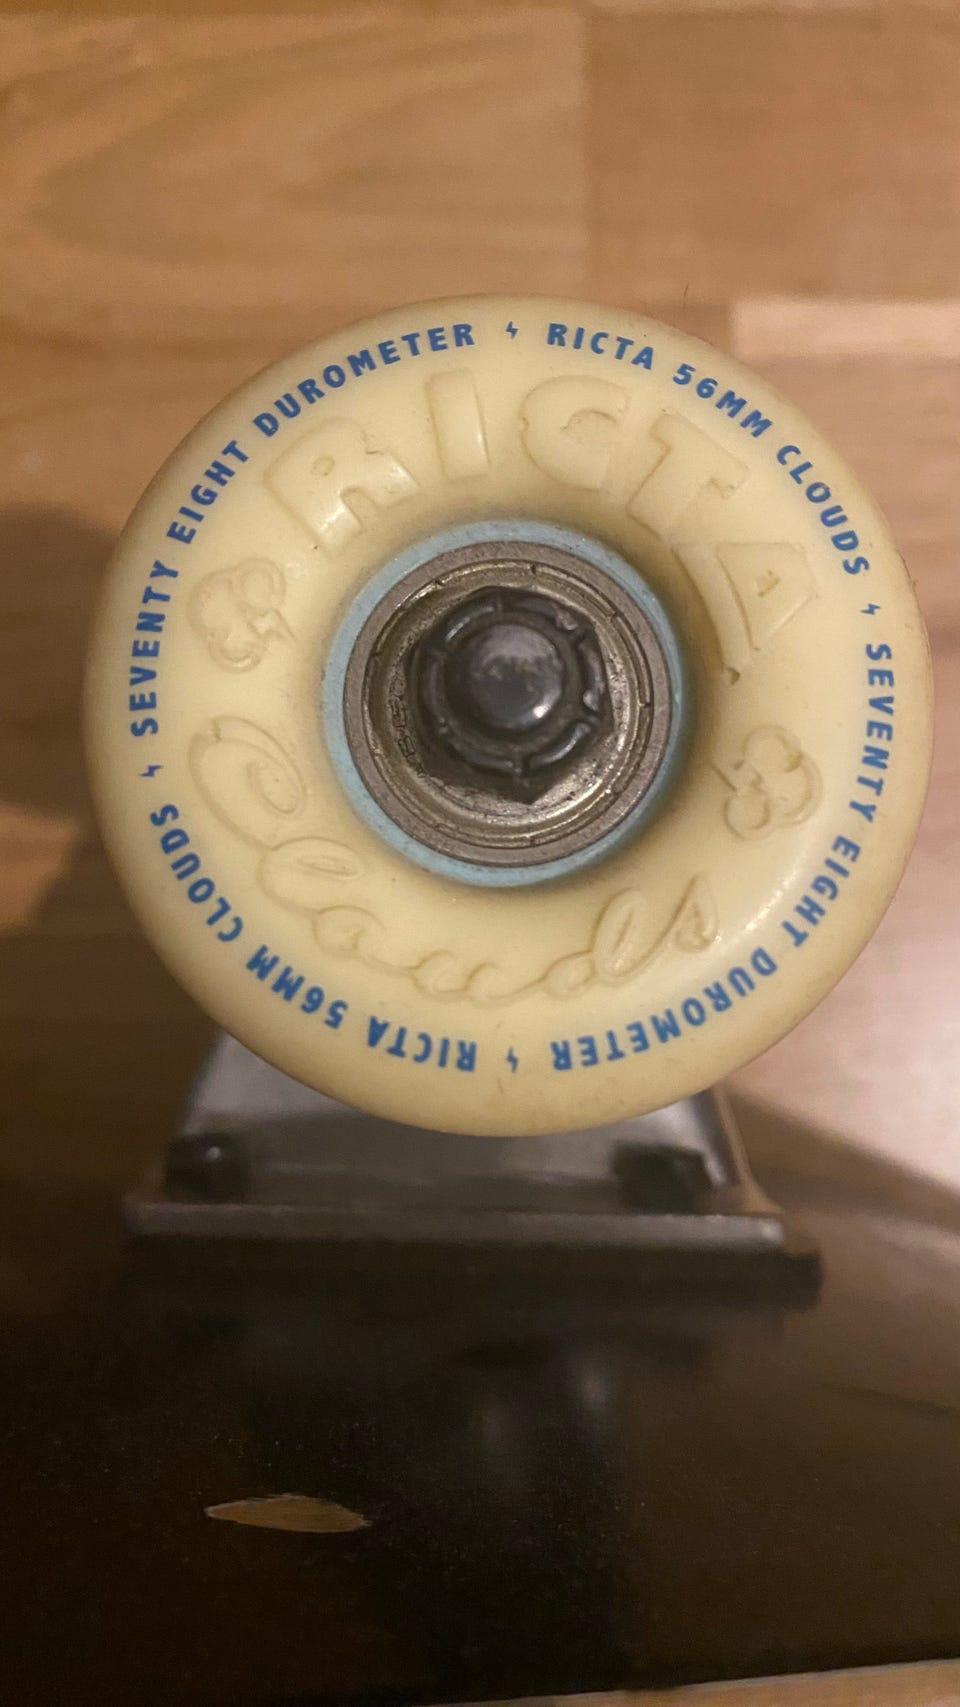 RICTA 56MM CLOUDS
SEVENTY EIGHT DUROMETER
RICTA 56MM CLOUDS
SEVENTY EIGHT DUROMETER
RICTA
Clouds